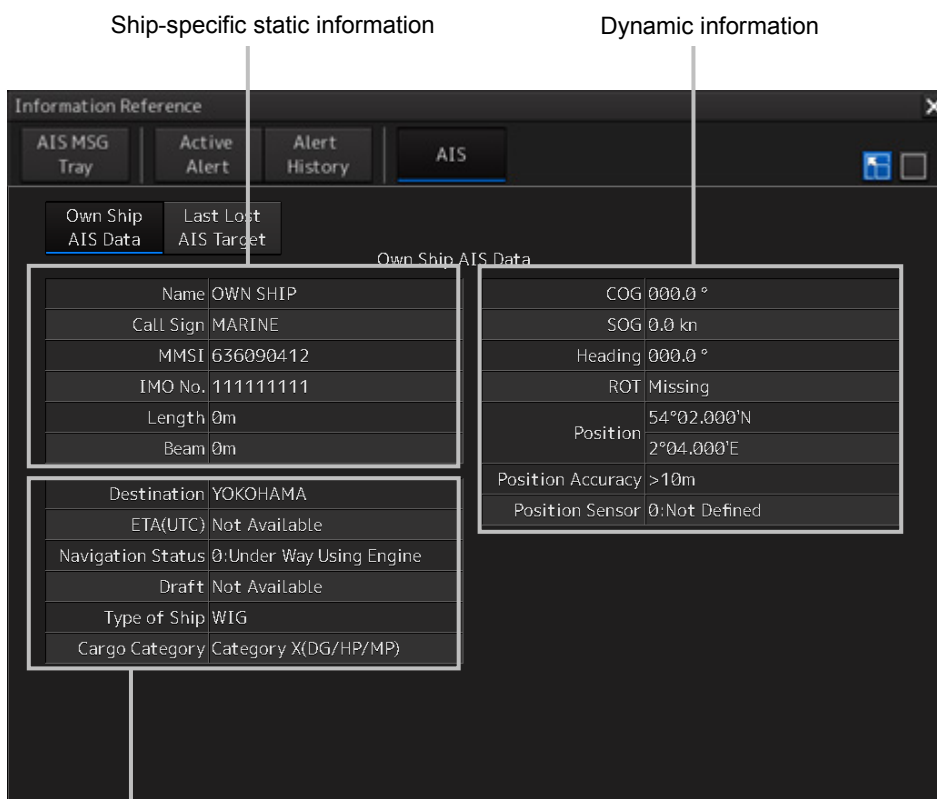 Ship-specific static information
Dynamic information
Information Reference
AIS MSG
Tray
Active
Alert
Alert
History
AIS
Own Ship
AIS Data
Last Lost
AIS Target
Own Ship AIS Data
Name OWN SHIP
Call Sign MARINE
MMSI 636090412
IMO No. 111111111
Length 0m
Beam 0m
Destination YOKOHAMA
ETA(UTC) Not Available
Navigation Status 0:Under Way Using Engine
Draft Not Available
Type of Ship WIG
Cargo Category Category X(DG/HP/MP)
COG 000.0 °
SOG 0.0 kn
Heading 000.0 °
ROT Missing
Position 54°02.000'N
2°04.000'E
Position Accuracy >10m
Position Sensor 0:Not Defined